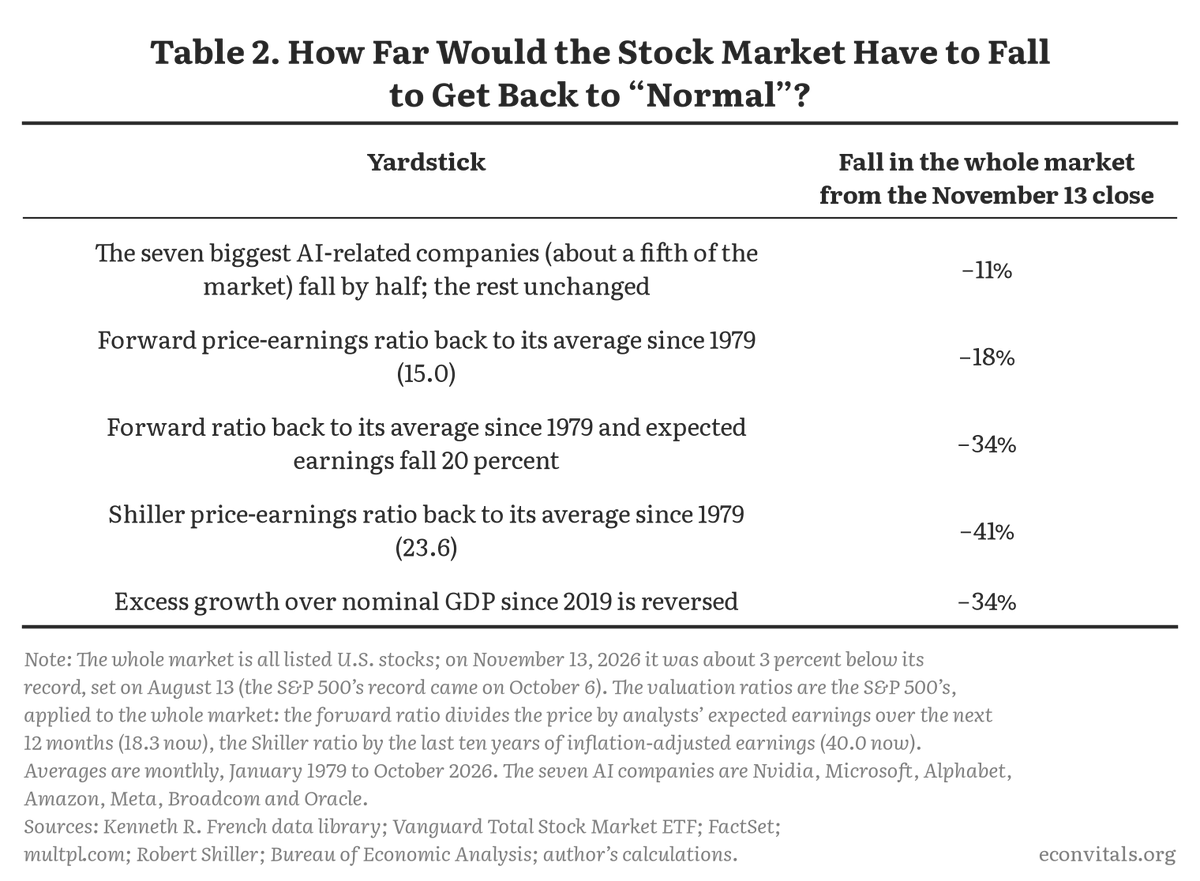 Table 2. How Far Would the Stock Market Have to Fall
to Get Back to “Normal”?
Yardstick
Fall in the whole market
from the November 13 close
The seven biggest AI-related companies (about a fifth of the
market) fall by half; the rest unchanged
−11%
Forward price-earnings ratio back to its average since 1979
(15.0)
−18%
Forward ratio back to its average since 1979 and expected
earnings fall 20 percent
−34%
Shiller price-earnings ratio back to its average since 1979
(23.6)
−41%
Excess growth over nominal GDP since 2019 is reversed
−34%
Note: The whole market is all listed U.S. stocks; on November 13, 2026 it was about 3 percent below its
record, set on August 13 (the S&P 500’s record came on October 6). The valuation ratios are the S&P 500’s,
applied to the whole market: the forward ratio divides the price by analysts’ expected earnings over the next
12 months (18.3 now), the Shiller ratio by the last ten years of inflation-adjusted earnings (40.0 now).
Averages are monthly, January 1979 to October 2026. The seven AI companies are Nvidia, Microsoft, Alphabet,
Amazon, Meta, Broadcom and Oracle.
Sources: Kenneth R. French data library; Vanguard Total Stock Market ETF; FactSet;
multpl.com; Robert Shiller; Bureau of Economic Analysis; author’s calculations.
econvitals.org